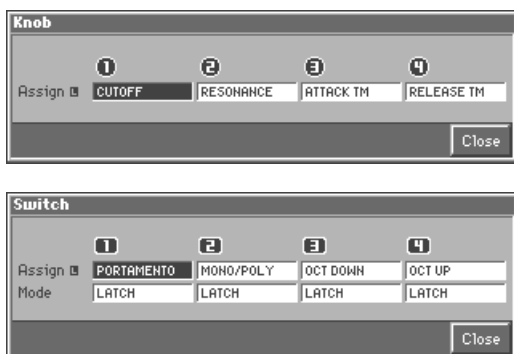 Knob
1 2 3 4
Assign L CUTOFF RESONANCE ATTACK TM RELEASE TM
Close
Switch
1 2 3 4
Assign L PORTAMENTO MONO/POLY OCT DOWN OCT UP
Mode LATCH LATCH LATCH LATCH
Close